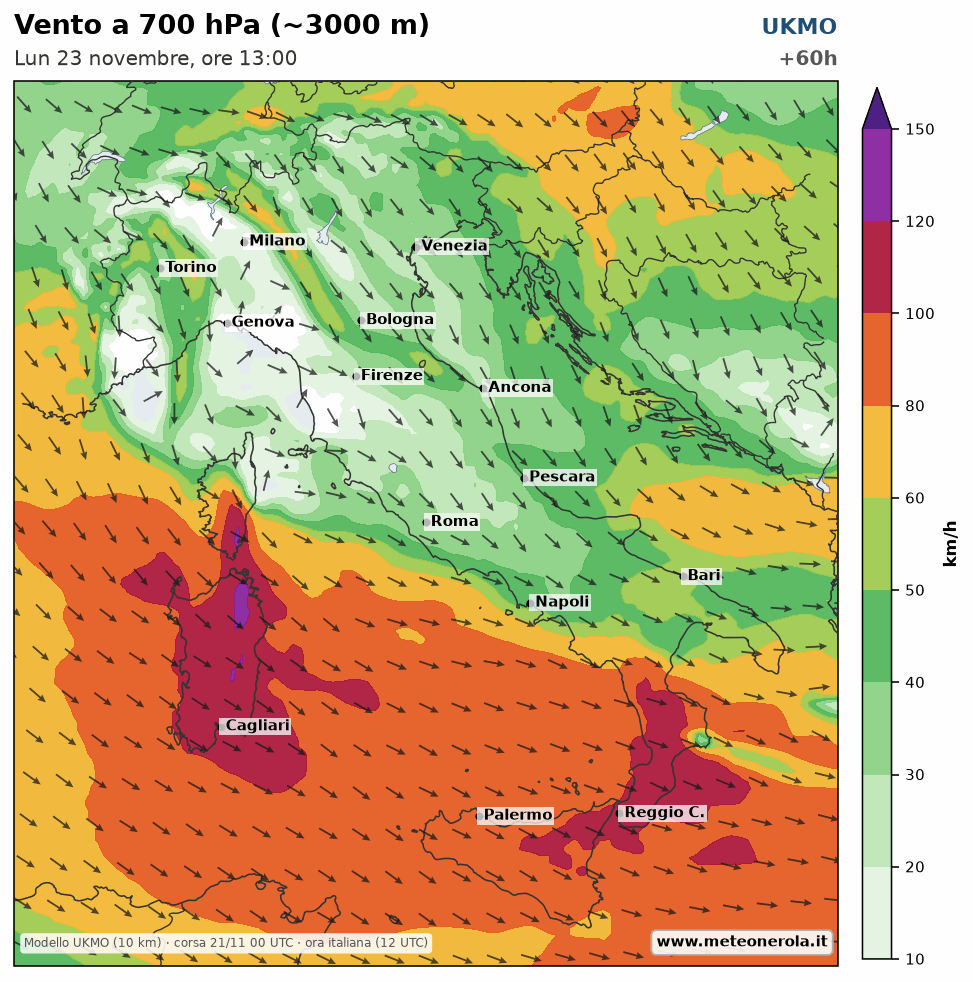 Vento a 700 hPa (~3000 m)
UKMO
Lun 23 novembre, ore 13:00
+60h
150
120
100
80
60
50
40
30
20
10
km/h
Milano
Venezia
Torino
Genova
Bologna
Firenze
Ancona
Pescara
Roma
Bari
Napoli
Cagliari
Palermo
Reggio C.
Modello UKMO (10 km) · corsa 21/11 00 UTC · ora italiana (12 UTC)
www.meteonerola.it